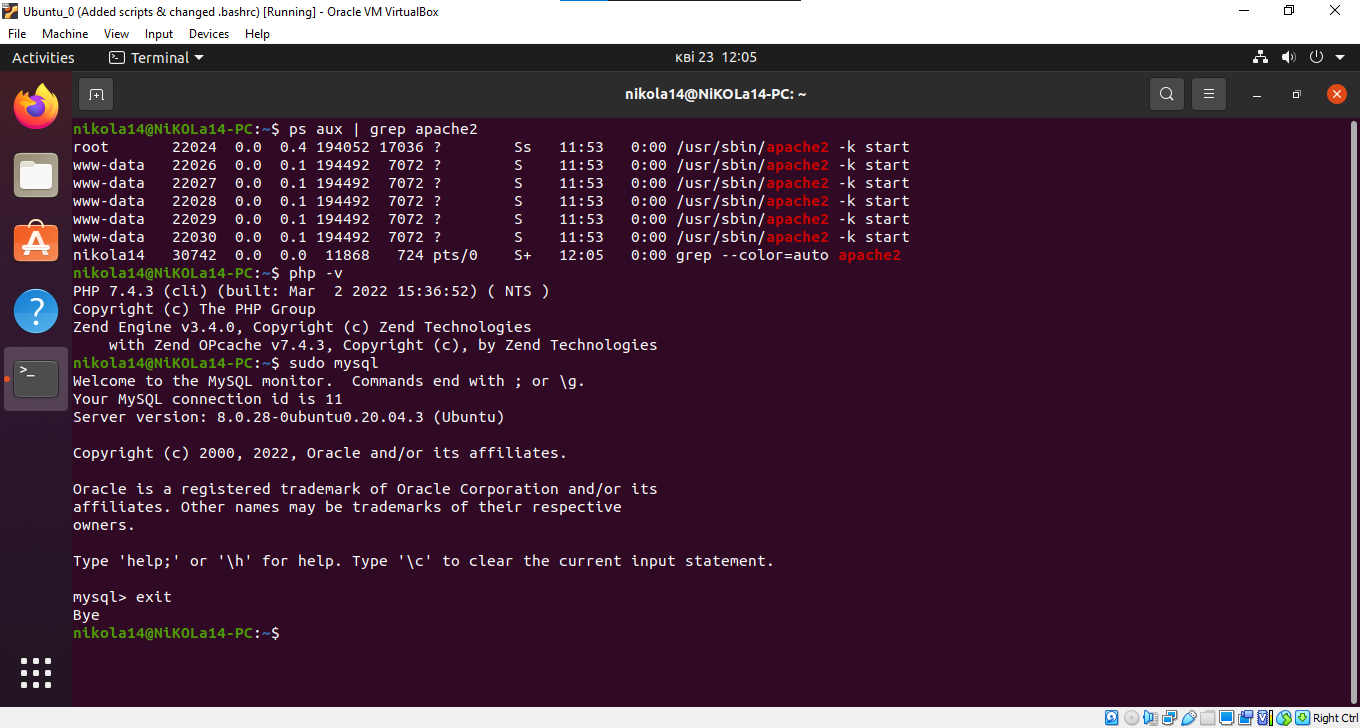 Ubuntu_0 (Added scripts & changed .bashrc) [Running] - Oracle VM VirtualBox
File Machine View Input Devices Help
Activities Terminal кві 23 12:05
nikola14@NiKOLa14-PC: ~
nikola14@NiKOLa14-PC:~$ ps aux | grep apache2
root 22024 0.0 0.4 194052 17036 ? Ss 11:53 0:00 /usr/sbin/apache2 -k start
www-data 22026 0.0 0.1 194492 7072 ? S 11:53 0:00 /usr/sbin/apache2 -k start
www-data 22027 0.0 0.1 194492 7072 ? S 11:53 0:00 /usr/sbin/apache2 -k start
www-data 22028 0.0 0.1 194492 7072 ? S 11:53 0:00 /usr/sbin/apache2 -k start
www-data 22029 0.0 0.1 194492 7072 ? S 11:53 0:00 /usr/sbin/apache2 -k start
www-data 22030 0.0 0.1 194492 7072 ? S 11:53 0:00 /usr/sbin/apache2 -k start
nikola14 30742 0.0 0.0 11868 724 pts/0 S+ 12:05 0:00 grep --color=auto apache2
nikola14@NiKOLa14-PC:~$ php -v
PHP 7.4.3 (cli) (built: Mar 2 2022 15:36:52) ( NTS )
Copyright (c) The PHP Group
Zend Engine v3.4.0, Copyright (c) Zend Technologies
with Zend OPcache v7.4.3, Copyright (c), by Zend Technologies
nikola14@NiKOLa14-PC:~$ sudo mysql
Welcome to the MySQL monitor. Commands end with ; or \g.
Your MySQL connection id is 11
Server version: 8.0.28-0ubuntu0.20.04.3 (Ubuntu)
Copyright (c) 2000, 2022, Oracle and/or its affiliates.
Oracle is a registered trademark of Oracle Corporation and/or its
affiliates. Other names may be trademarks of their respective
owners.
Type 'help;' or '\h' for help. Type '\c' to clear the current input statement.
mysql> exit
Bye
nikola14@NiKOLa14-PC:~$
Right Ctrl